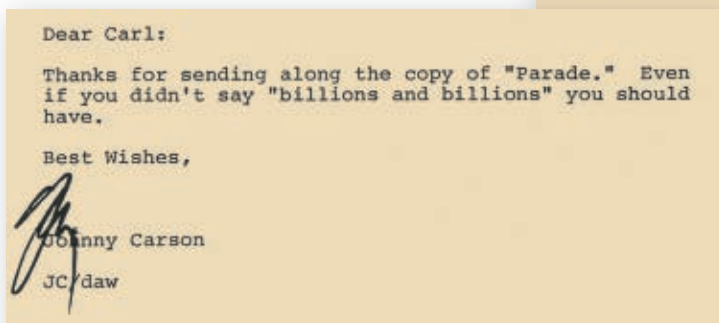 Dear Carl:
Thanks for sending along the copy of "Parade." Even
if you didn't say "billions and billions" you should
have.
Best Wishes,
Johnny Carson
JC/daw